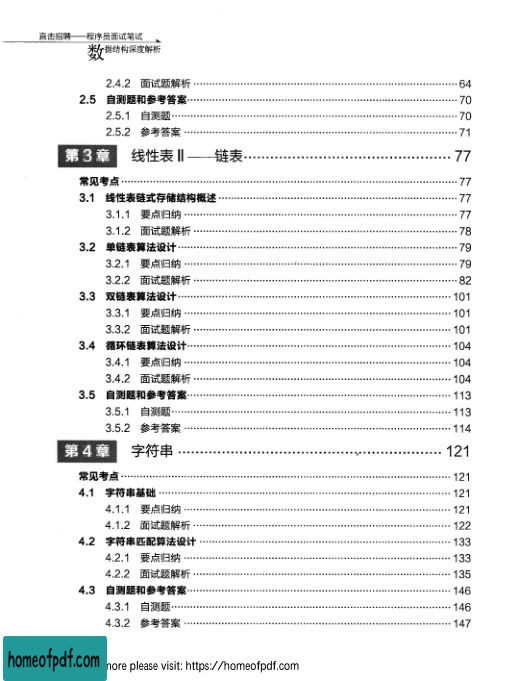 直击招聘——程序员面试笔试
数据结构深度解析
2.4.2 面试题解析 64
2.5 自测题和参考答案 70
2.5.1 自测题 70
2.5.2 参考答案 71
第3章 线性表Ⅱ——链表 77
常见考点 77
3.1 线性表链式存储结构概述 77
3.1.1 要点归纳 77
3.1.2 面试题解析 78
3.2 单链表算法设计 79
3.2.1 要点归纳 79
3.2.2 面试题解析 82
3.3 双链表算法设计 101
3.3.1 要点归纳 101
3.3.2 面试题解析 101
3.4 循环链表算法设计 104
3.4.1 要点归纳 104
3.4.2 面试题解析 104
3.5 自测题和参考答案 113
3.5.1 自测题 113
3.5.2 参考答案 114
第4章 字符串 121
常见考点 121
4.1 字符串基础 121
4.1.1 要点归纳 121
4.1.2 面试题解析 122
4.2 字符串匹配算法设计 133
4.2.1 要点归纳 133
4.2.2 面试题解析 135
4.3 自测题和参考答案 146
4.3.1 自测题 146
4.3.2 参考答案 147
homeofpdf.com
more please visit: https://homeofpdf.com